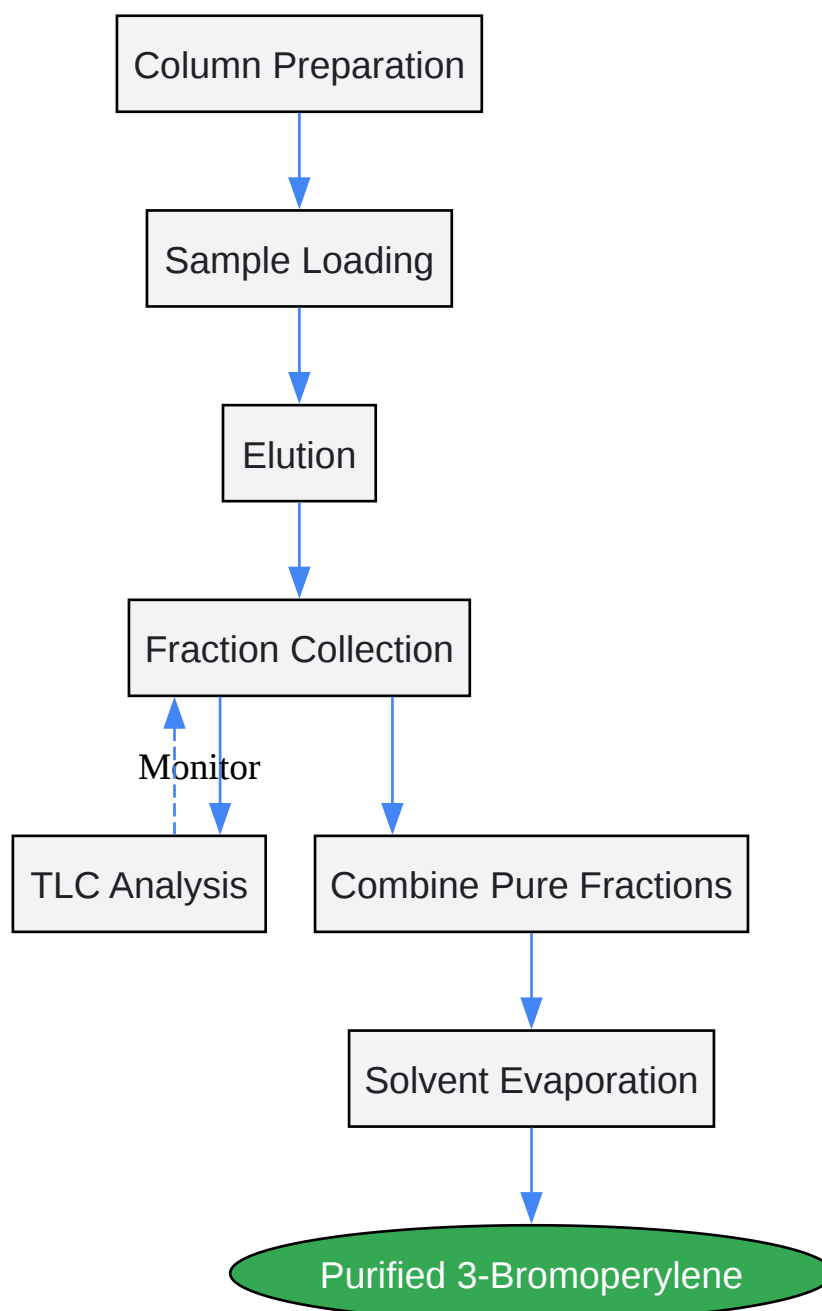 Column Preparation
Sample Loading
Elution
Fraction Collection
Monitor
TLC Analysis
Combine Pure Fractions
Solvent Evaporation
Purified 3-Bromoperylene